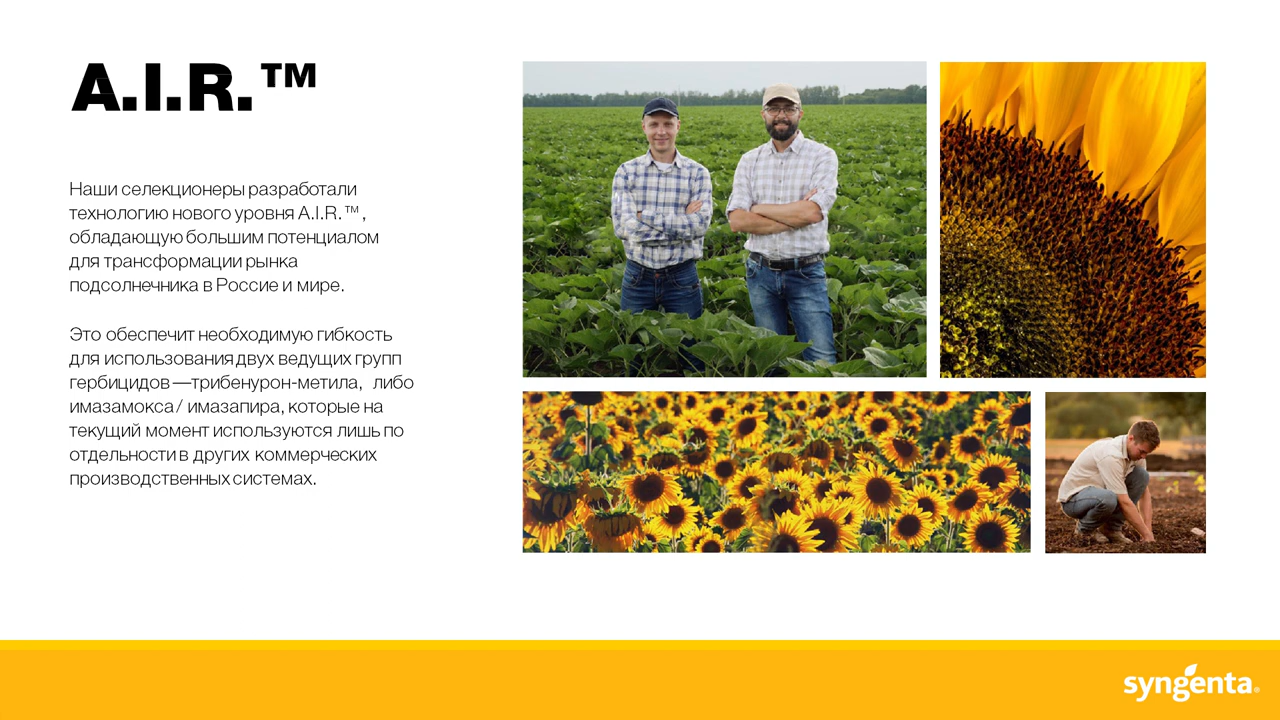 A.I.R.™
Наши селекционеры разработали
технологию нового уровня A.I.R.™,
обладающую большим потенциалом
для трансформации рынка
подсолнечника в России и мире.
Это обеспечит необходимую гибкость
для использования двух ведущих групп
гербицидов —трибенурон-метила, либо
имазамокса / имазапира, которые на
текущий момент используются лишь по
отдельности в других коммерческих
производственных системах.
syngenta®